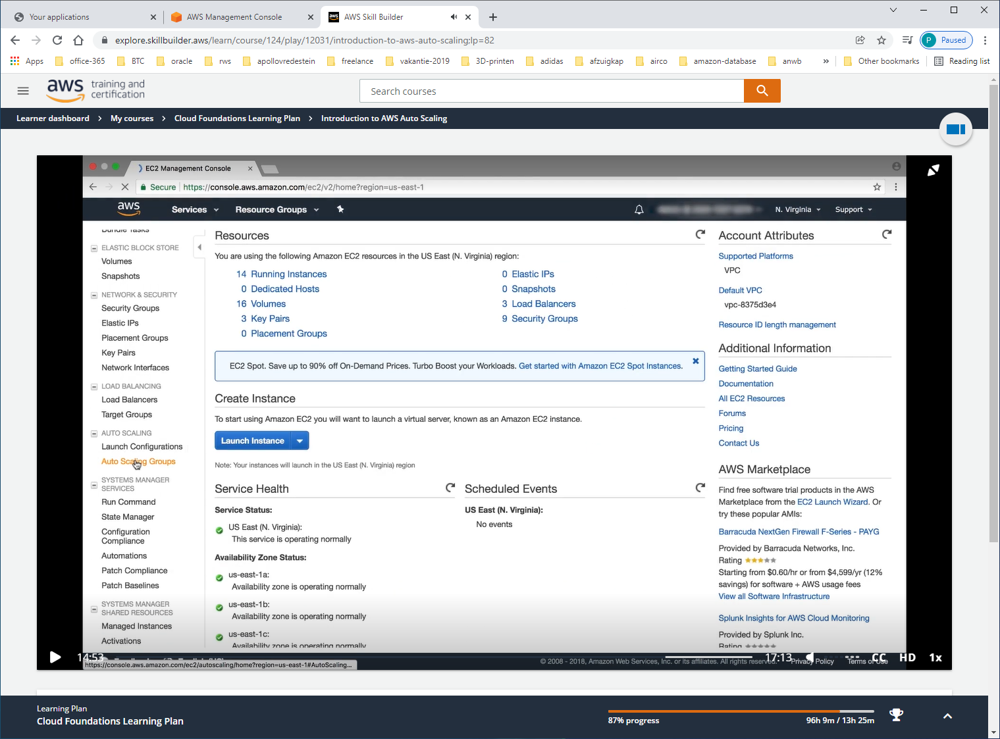 Your applications
AWS Management Console
AWS Skill Builder
explore.skillbuilder.aws/learn/course/124/play/12031/introduction-to-aws-auto-scaling;lp=82
P Paused
Apps office-365 BTC oracle rws apollovredestein freelance vakantie-2019 3D-printen adidas afzuigkap airco amazon-database anwb » Other bookmarks Reading list
aws training and certification
Search courses
Learner dashboard > My courses > Cloud Foundations Learning Plan > Introduction to AWS Auto Scaling
EC2 Management Console
Secure https://console.aws.amazon.com/ec2/v2/home?region=us-east-1
aws Services Resource Groups N. Virginia Support
Bundle Tasks
ELASTIC BLOCK STORE
Volumes
Snapshots
NETWORK & SECURITY
Security Groups
Elastic IPs
Placement Groups
Key Pairs
Network Interfaces
LOAD BALANCING
Load Balancers
Target Groups
AUTO SCALING
Launch Configurations
Auto Scaling Groups
SYSTEMS MANAGER
SERVICES
Run Command
State Manager
Configuration
Compliance
Automations
Patch Compliance
Patch Baselines
SYSTEMS MANAGER
SHARED RESOURCES
Managed Instances
Activations
Resources
You are using the following Amazon EC2 resources in the US East (N. Virginia) region:
14 Running Instances
0 Dedicated Hosts
16 Volumes
3 Key Pairs
0 Placement Groups
0 Elastic IPs
0 Snapshots
3 Load Balancers
9 Security Groups
EC2 Spot. Save up to 90% off On-Demand Prices. Turbo Boost your Workloads. Get started with Amazon EC2 Spot Instances.
Create Instance
To start using Amazon EC2 you will want to launch a virtual server, known as an Amazon EC2 instance.
Launch Instance
Note: Your instances will launch in the US East (N. Virginia) region
Service Health
Service Status:
US East (N. Virginia):
This service is operating normally
Availability Zone Status:
us-east-1a:
Availability zone is operating normally
us-east-1b:
Availability zone is operating normally
us-east-1c:
Availability zone is operating normally
Scheduled Events
US East (N. Virginia):
No events
Account Attributes
Supported Platforms
VPC
Default VPC
vpc-8375d3e4
Resource ID length management
Additional Information
Getting Started Guide
Documentation
All EC2 Resources
Forums
Pricing
Contact Us
AWS Marketplace
Find free software trial products in the AWS
Marketplace from the EC2 Launch Wizard. Or
try these popular AMIs:
Barracuda NextGen Firewall F-Series - PAYG
Provided by Barracuda Networks, Inc.
Rating
Starting from $0.60/hr or from $4,599/yr (12%
savings) for software + AWS usage fees
View all Software Infrastructure
Splunk Insights for AWS Cloud Monitoring
Provided by Splunk Inc.
Rating
14:53
17:13 CC HD 1x
© 2008 - 2018, Amazon Web Services, Inc. or its affiliates. All rights reserved. Privacy Policy Terms of Use
https://console.aws.amazon.com/ec2/autoscaling/home?region=us-east-1#AutoScaling...
Learning Plan
Cloud Foundations Learning Plan
87% progress
96h 9m / 13h 25m